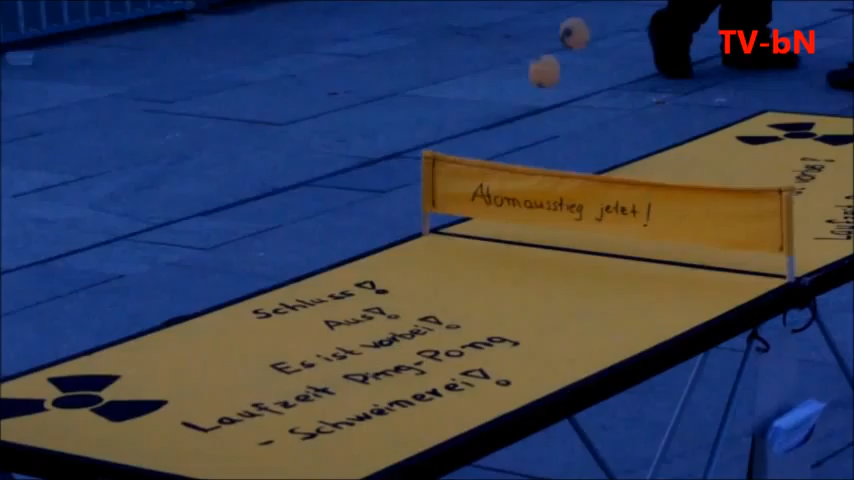 TV-bN
Atomausstieg jetzt!
Schluss!
Aus!
Es ist vorbei!
Laufzeit Ping-Pong
- Schweinerei!